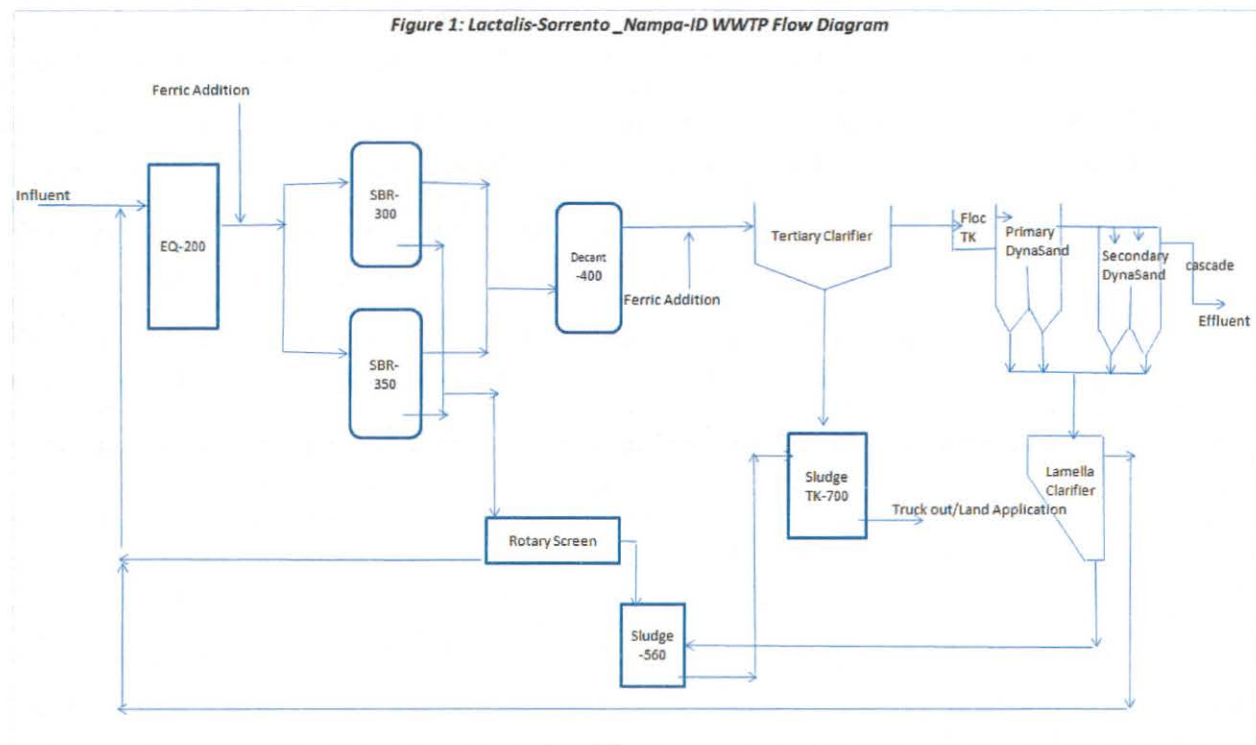 Figure 1: Lactalis-Sorrento_Nampa-ID WWTP Flow Diagram
Ferric Addition
Influent
EQ-200
SBR-
300
SBR-
350
Decant
-400
Ferric Addition
Tertiary Clarifier
Floc
TK
Primary
DynaSand
Secondary
DynaSand
cascade
Effluent
Sludge
TK-700
Truck out/Land Application
Lamella
Clarifier
Rotary Screen
Sludge
-560